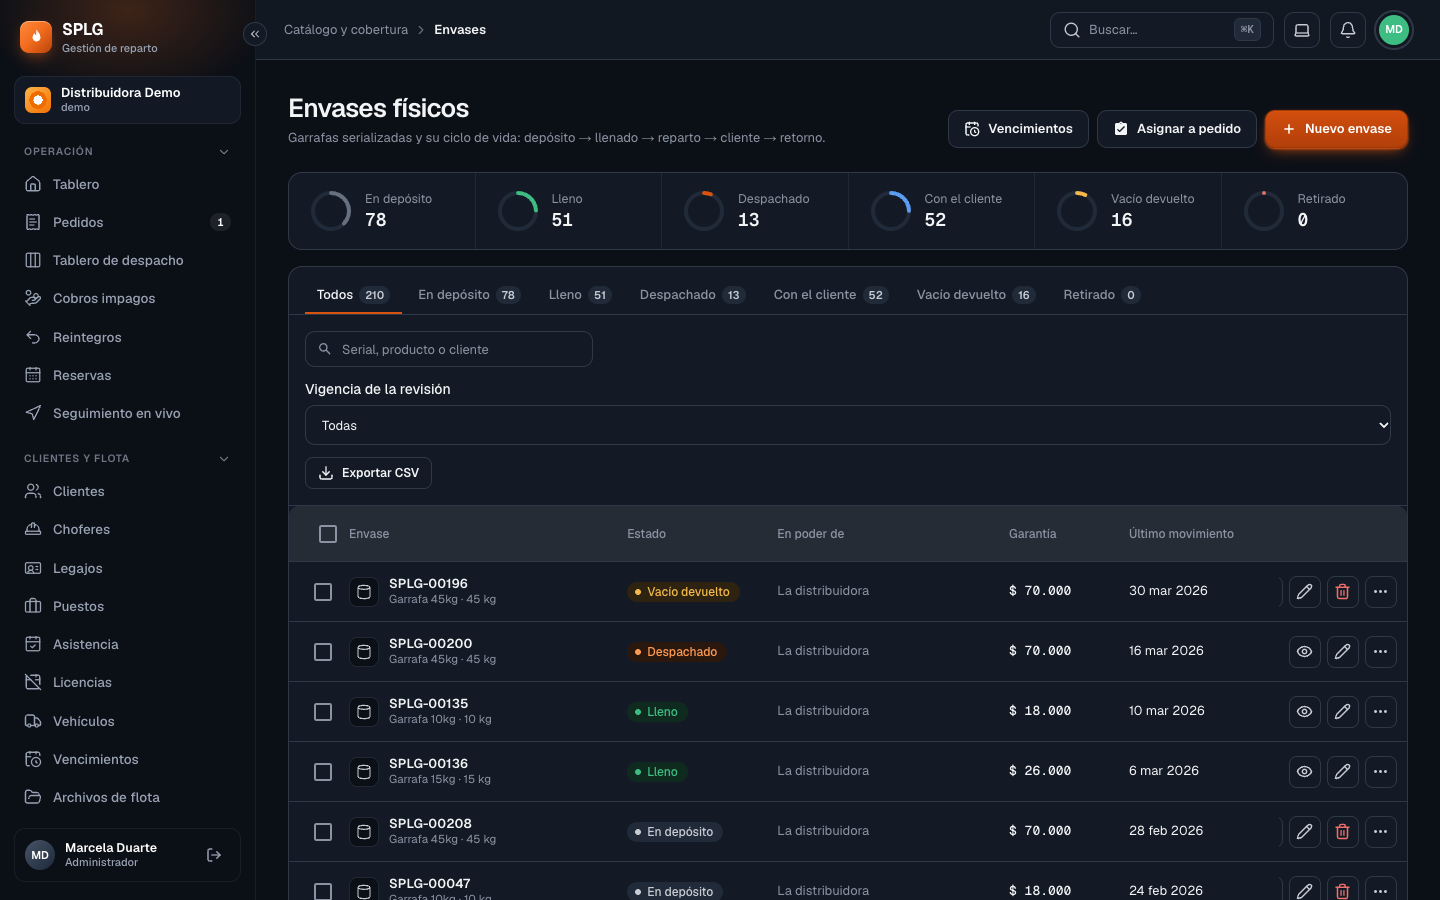 SPLG
Gestión de reparto
Distribuidora Demo
demo
OPERACIÓN
Tablero
Pedidos 1
Tablero de despacho
Cobros impagos
Reintegros
Reservas
Seguimiento en vivo
CLIENTES Y FLOTA
Clientes
Choferes
Legajos
Puestos
Asistencia
Licencias
Vehículos
Vencimientos
Archivos de flota
MD
Marcela Duarte
Administrador
Catálogo y cobertura > Envases
Buscar... ⌘K
MD
Envases físicos
Garrafas serializadas y su ciclo de vida: depósito → llenado → reparto → cliente → retorno.
Vencimientos
Asignar a pedido
+ Nuevo envase
En depósito
78
Lleno
51
Despachado
13
Con el cliente
52
Vacío devuelto
16
Retirado
0
Todos 210 En depósito 78 Lleno 51 Despachado 13 Con el cliente 52 Vacío devuelto 16 Retirado 0
Serial, producto o cliente
Vigencia de la revisión
Todas
Exportar CSV
Envase Estado En poder de Garantía Último movimiento
SPLG-00196
Garrafa 45kg · 45 kg
Vacío devuelto La distribuidora $ 70.000 30 mar 2026
SPLG-00200
Garrafa 45kg · 45 kg
Despachado La distribuidora $ 70.000 16 mar 2026
SPLG-00135
Garrafa 10kg · 10 kg
Lleno La distribuidora $ 18.000 10 mar 2026
SPLG-00136
Garrafa 15kg · 15 kg
Lleno La distribuidora $ 26.000 6 mar 2026
SPLG-00208
Garrafa 45kg · 45 kg
En depósito La distribuidora $ 70.000 28 feb 2026
SPLG-00047
Garrafa 10kg · 10 kg
En depósito La distribuidora $ 18.000 24 feb 2026